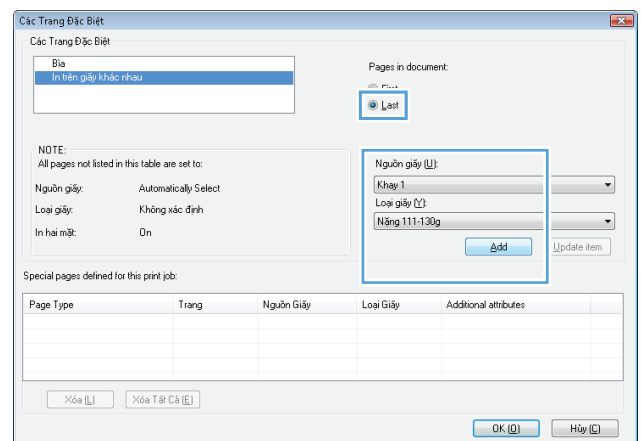 Các Trang Đặc Biệt
Các Trang Đặc Biệt
Bìa
In trên giấy khác nhau
Pages in document:
First
Last
NOTE:
All pages not listed in this table are set to:
Nguồn giấy: Automatically Select
Loại giấy: Không xác định
In hai mặt: On
Nguồn giấy (U):
Khay 1
Loại giấy (Y):
Nặng 111-130g
Add Update item
Special pages defined for this print job:
Page Type Trang Nguồn Giấy Loại Giấy Additional attributes
Xóa (L) Xóa Tất Cả (E)
OK (O) Hủy (C)